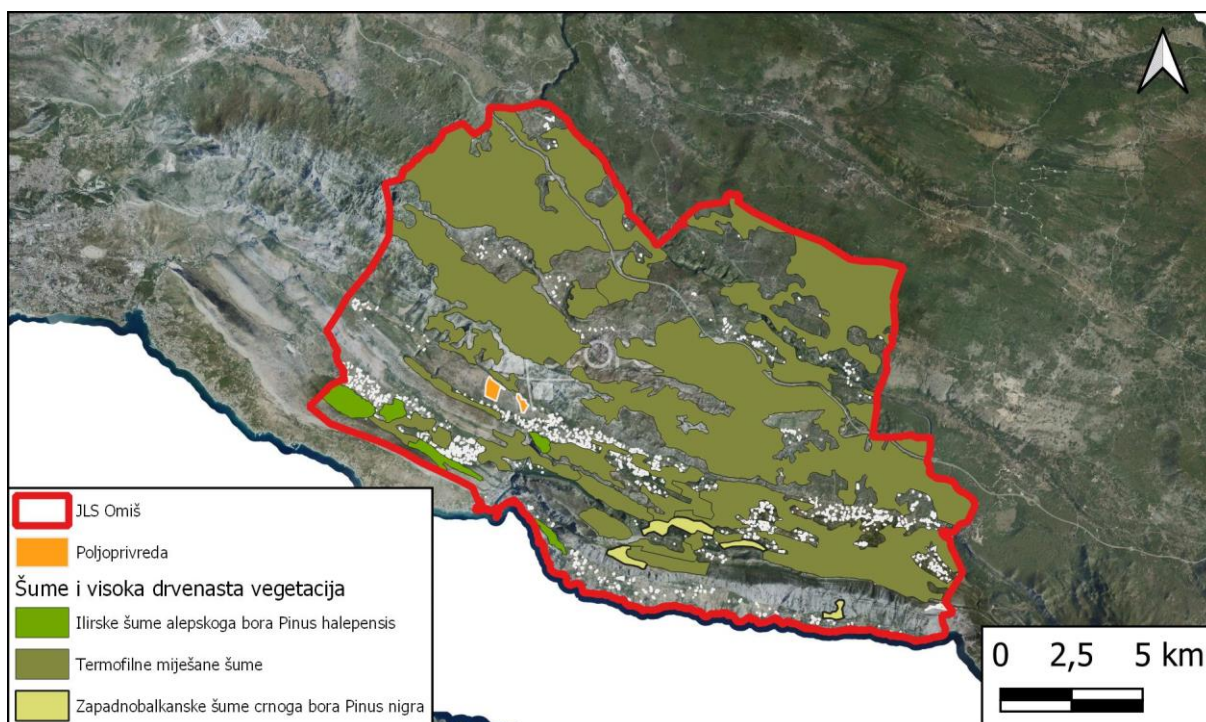 JLS Omiš
Poljoprivreda
Šume i visoka drvenasta vegetacija
Ilirske šume alepskoga bora Pinus halepensis
Termofilne miješane šume
Zapadnobalkanske šume crnoga bora Pinus nigra
0 2,5 5 km